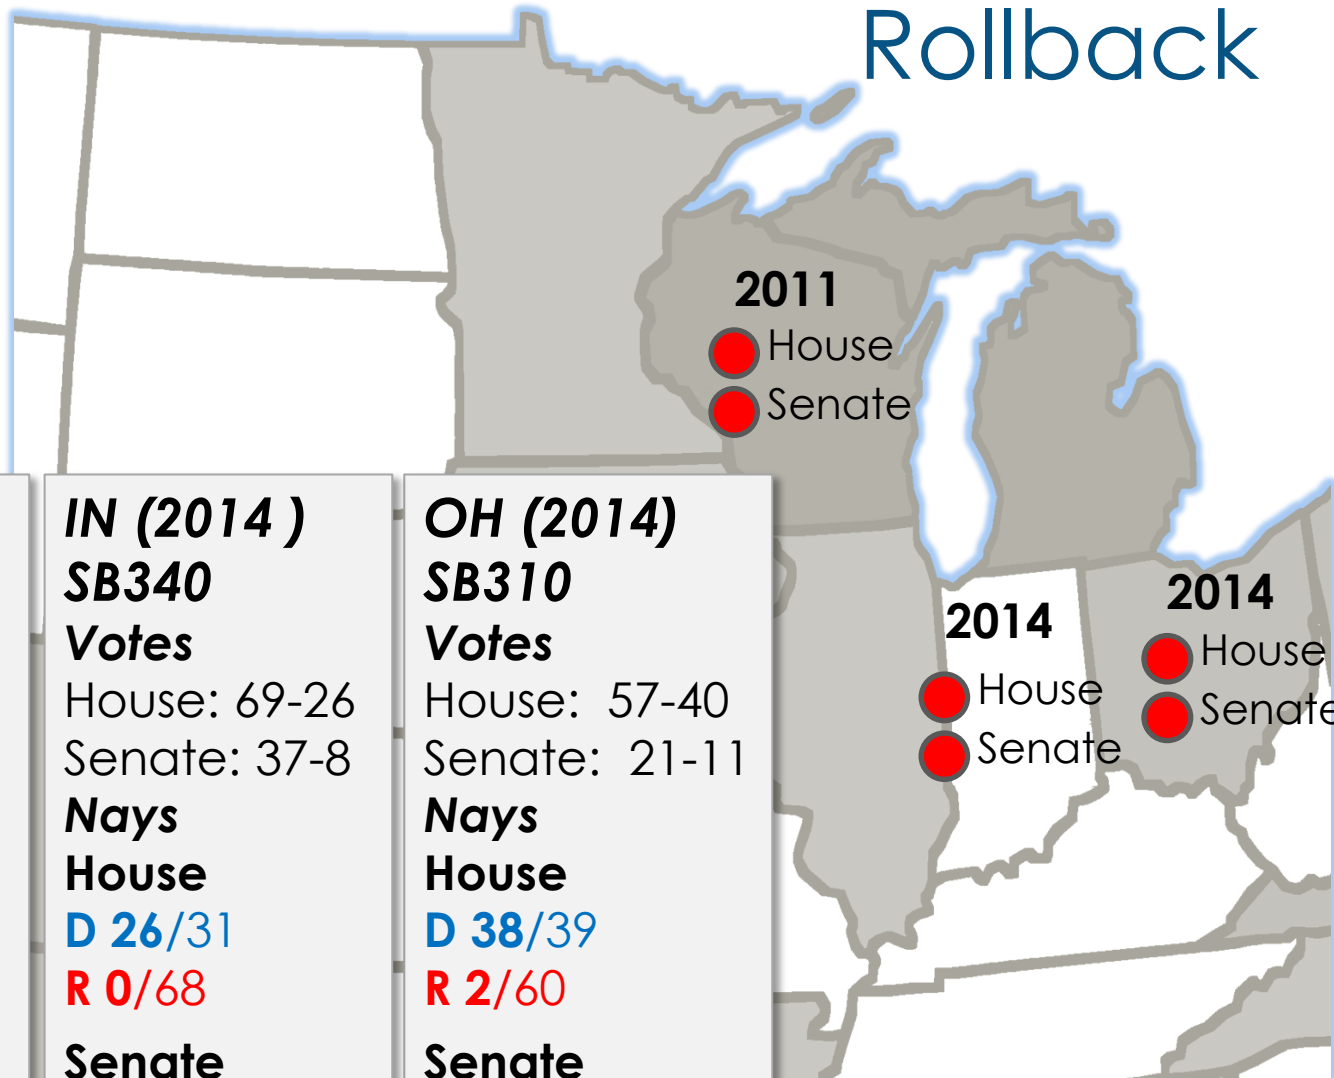 Rollback
2011
House
Senate
IN (2014 )
SB340
Votes
House: 69-26
Senate: 37-8
Nays
House
D 26/31
R 0/68
Senate
OH (2014)
SB310
Votes
House:  57-40
Senate:  21-11
Nays
House
D 38/39
R 2/60
Senate
2014
House
Senate
2014
House
Senate